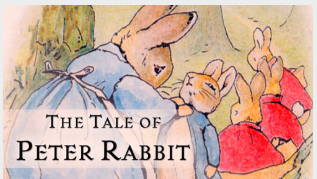 The Tale of
Peter Rabbit